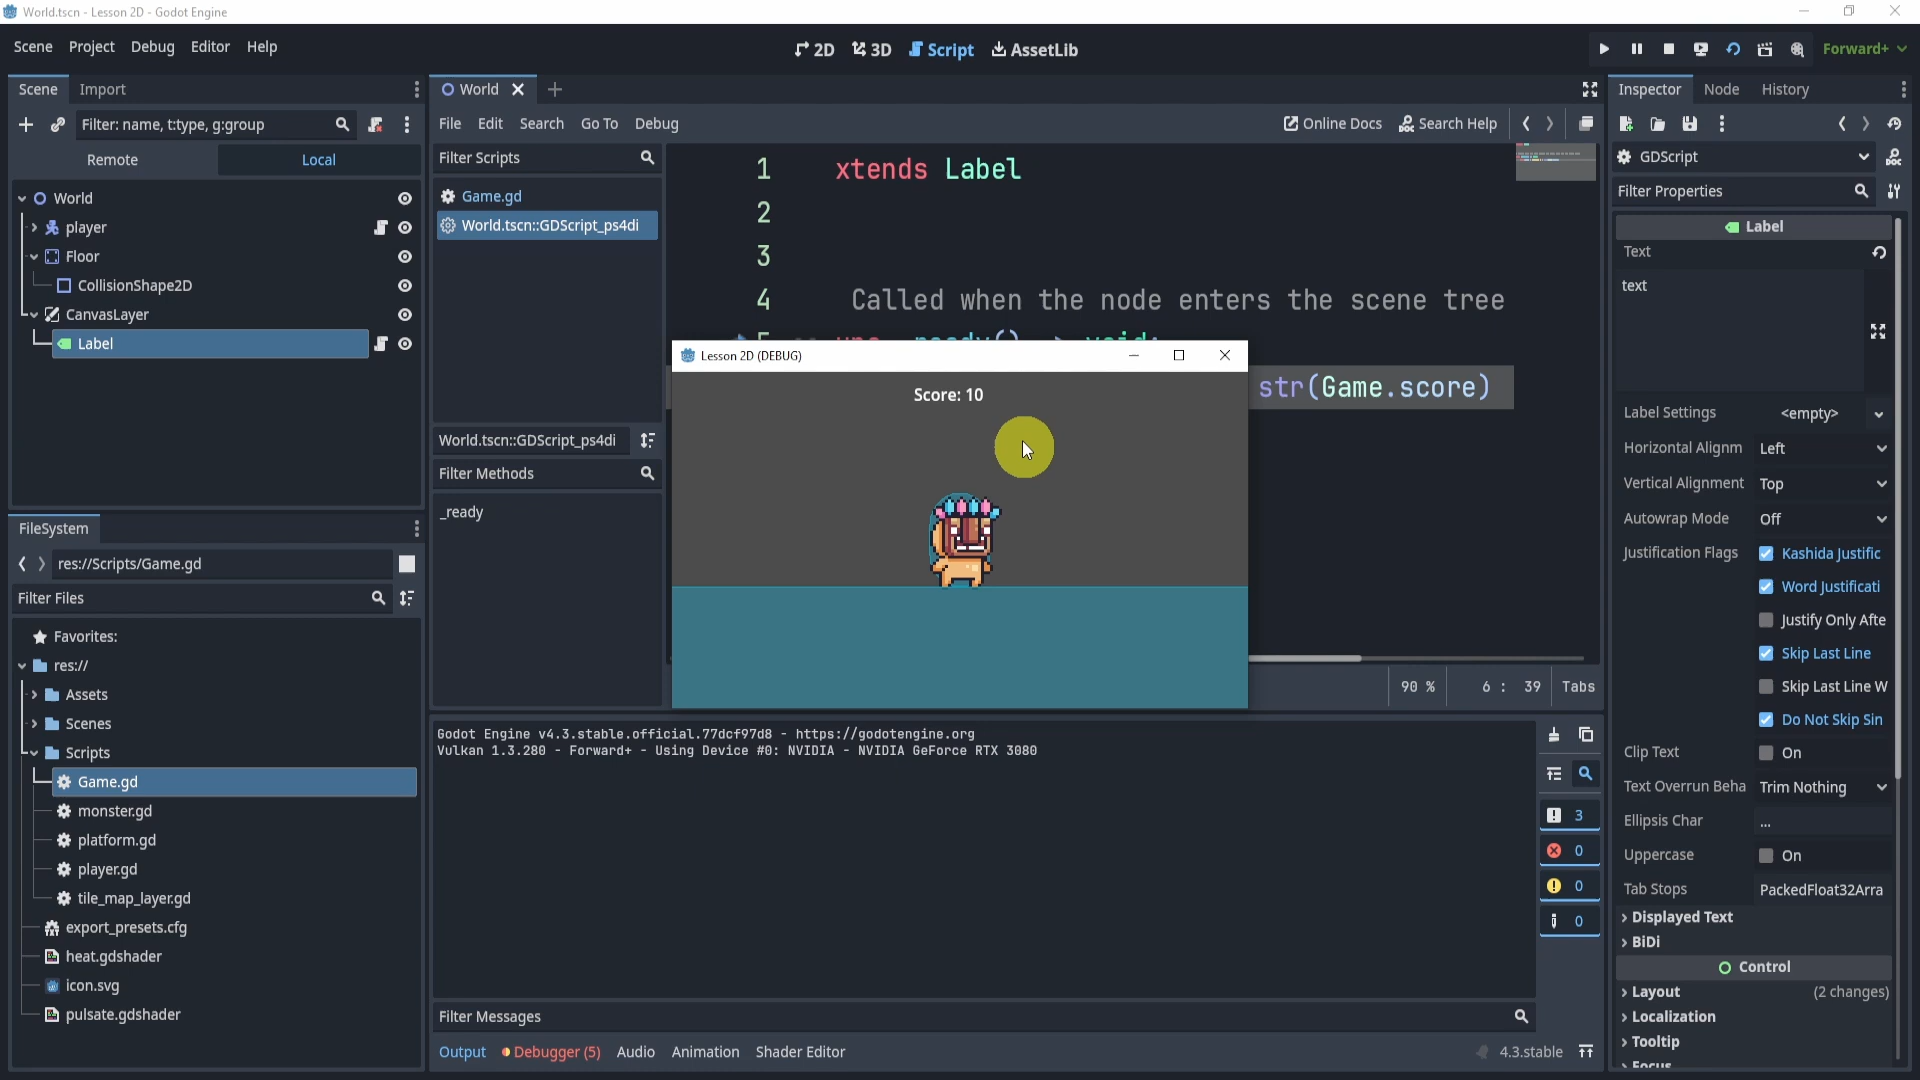 World.tscn - Lesson 2D - Godot Engine
Scene Project Debug Editor Help
2D 3D Script AssetLib
Forward+
Scene Import
Filter: name, t:type, g:group
Remote Local
World
player
Floor
CollisionShape2D
CanvasLayer
Label
FileSystem
res://Scripts/Game.gd
Filter Files
Favorites:
res://
Assets
Scenes
Scripts
Game.gd
monster.gd
platform.gd
player.gd
tile_map_layer.gd
export_presets.cfg
heat.gdshader
icon.svg
pulsate.gdshader
World
File Edit Search Go To Debug
Online Docs Search Help
Filter Scripts
Game.gd
World.tscn::GDScript_ps4di
World.tscn::GDScript_ps4di
Filter Methods
_ready
1 xtends Label
2
3
4 Called when the node enters the scene tree
str(Game.score)
Lesson 2D (DEBUG)
Score: 10
90 % 6 : 39 Tabs
Godot Engine v4.3.stable.official.77dcf97d8 - https://godotengine.org
Vulkan 1.3.280 - Forward+ - Using Device #0: NVIDIA - NVIDIA GeForce RTX 3080
3
0
0
0
Filter Messages
Output Debugger (5) Audio Animation Shader Editor
4.3.stable
Inspector Node History
GDScript
Filter Properties
Label
Text
text
Label Settings <empty>
Horizontal Alignm Left
Vertical Alignment Top
Autowrap Mode Off
Justification Flags Kashida Justific
Word Justificati
Justify Only Afte
Skip Last Line
Skip Last Line W
Do Not Skip Sin
Clip Text On
Text Overrun Beha Trim Nothing
Ellipsis Char ...
Uppercase On
Tab Stops PackedFloat32Arra
Displayed Text
BiDi
Control
Layout (2 changes)
Localization
Tooltip
Focus